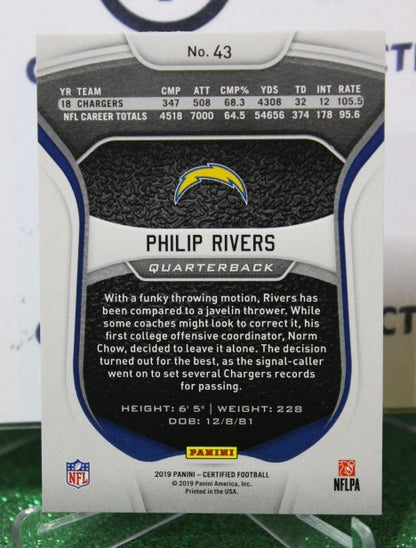 No. 43
YR TEAM CMP ATT CMP% YDS TD INT RATE
18 CHARGERS 347 508 68.3 4308 32 12 105.5
NFL CAREER TOTALS 4518 7000 64.5 54656 374 178 95.6
PHILIP RIVERS
QUARTERBACK
With a funky throwing motion, Rivers has
been compared to a javelin thrower. While
some coaches might look to correct it, his
first college offensive coordinator, Norm
Chow, decided to leave it alone. The decision
turned out for the best, as the signal-caller
went on to set several Chargers records
for passing.
HEIGHT: 6' 5" | WEIGHT: 228
DOB: 12/8/81
PANINI
NFL
2019 PANINI – CERTIFIED FOOTBALL
© 2019 Panini America, Inc.
Printed in the USA.
NFLPA